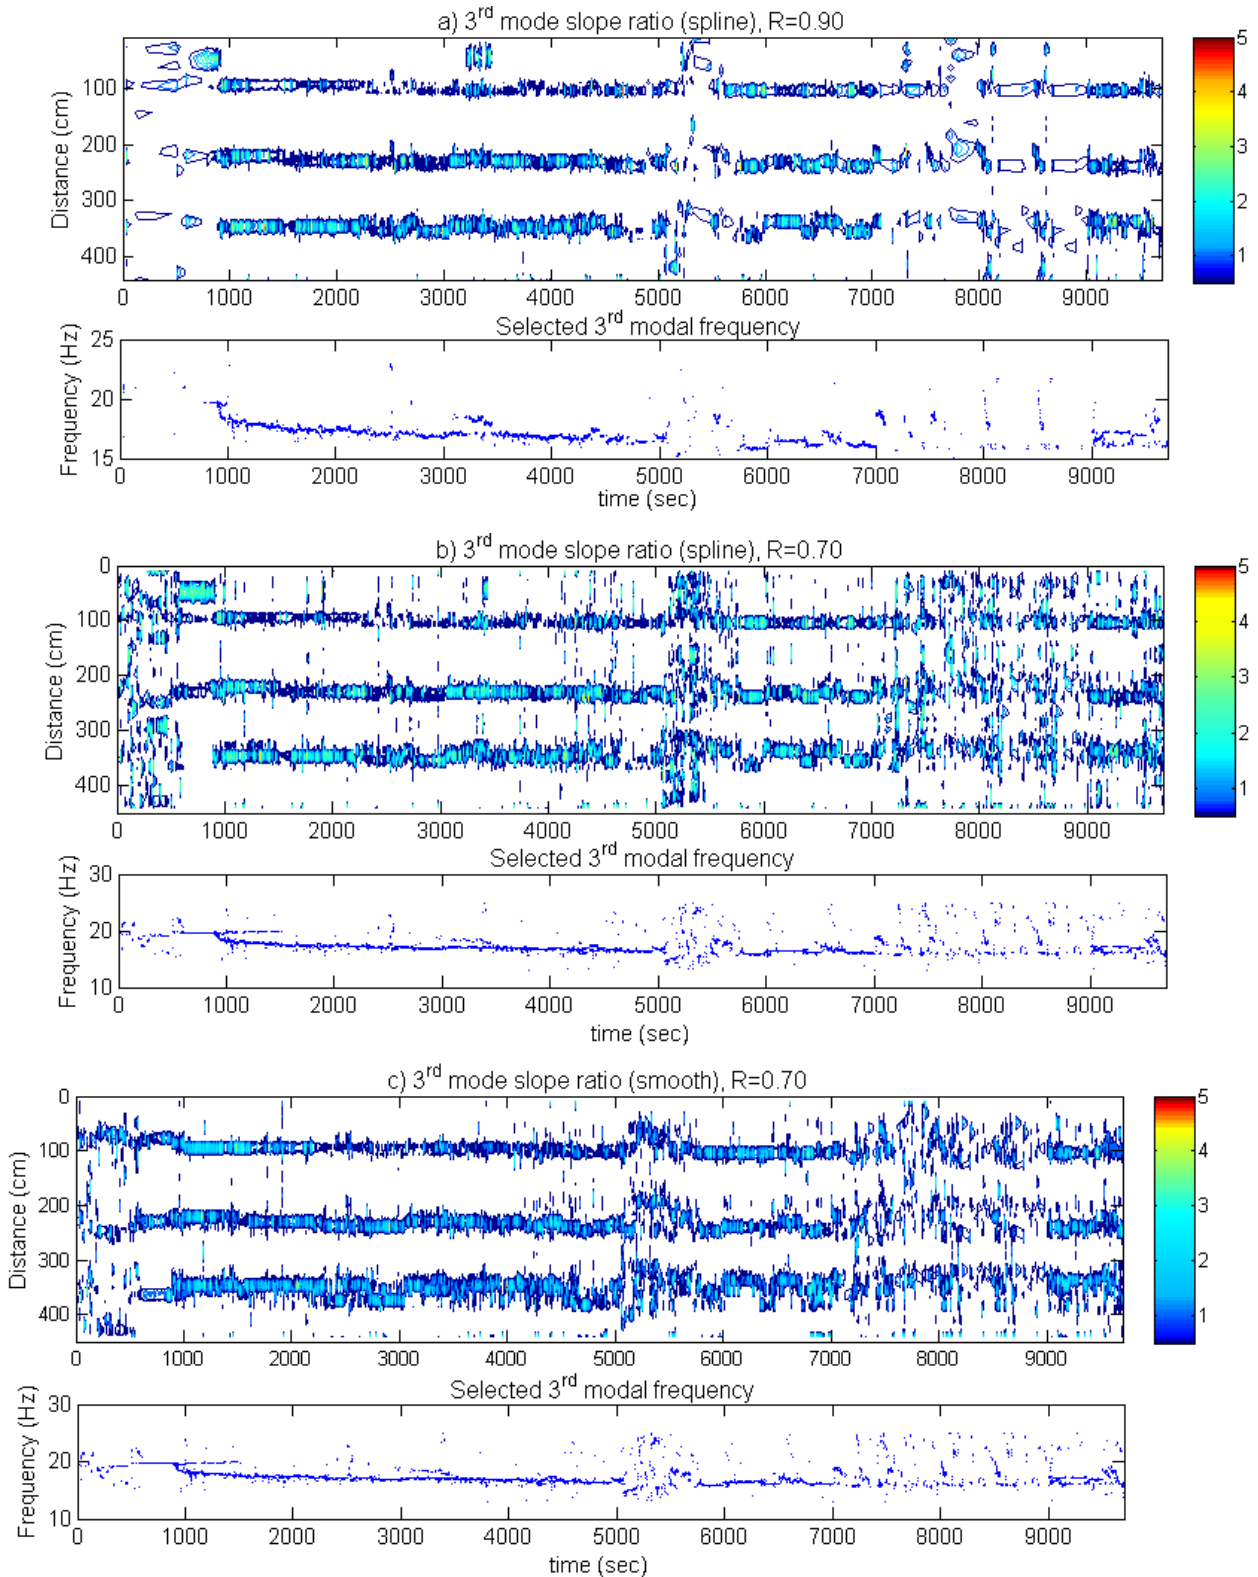 a) 3rd mode slope ratio (spline), R=0.90
Distance (cm)
100
200
300
400
0 1000 2000 3000 4000 5000 6000 7000 8000 9000
5
4
3
2
1
Selected 3rd modal frequency
Frequency (Hz)
25
20
15
0 1000 2000 3000 4000 5000 6000 7000 8000 9000
time (sec)
b) 3rd mode slope ratio (spline), R=0.70
Distance (cm)
0
100
200
300
400
0 1000 2000 3000 4000 5000 6000 7000 8000 9000
5
4
3
2
1
Selected 3rd modal frequency
Frequency (Hz)
30
20
10
0 1000 2000 3000 4000 5000 6000 7000 8000 9000
time (sec)
c) 3rd mode slope ratio (smooth), R=0.70
Distance (cm)
0
100
200
300
400
0 1000 2000 3000 4000 5000 6000 7000 8000 9000
5
4
3
2
1
Selected 3rd modal frequency
Frequency (Hz)
30
20
10
0 1000 2000 3000 4000 5000 6000 7000 8000 9000
time (sec)